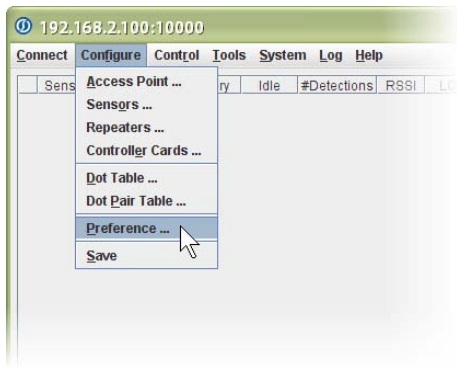 192.168.2.100:10000
Connect Configure Control Tools System Log Help
Sens ry Idle #Detections RSSI LQ
Access Point ...
Sensors ...
Repeaters ...
Controller Cards ...
Dot Table ...
Dot Pair Table ...
Preference ...
Save